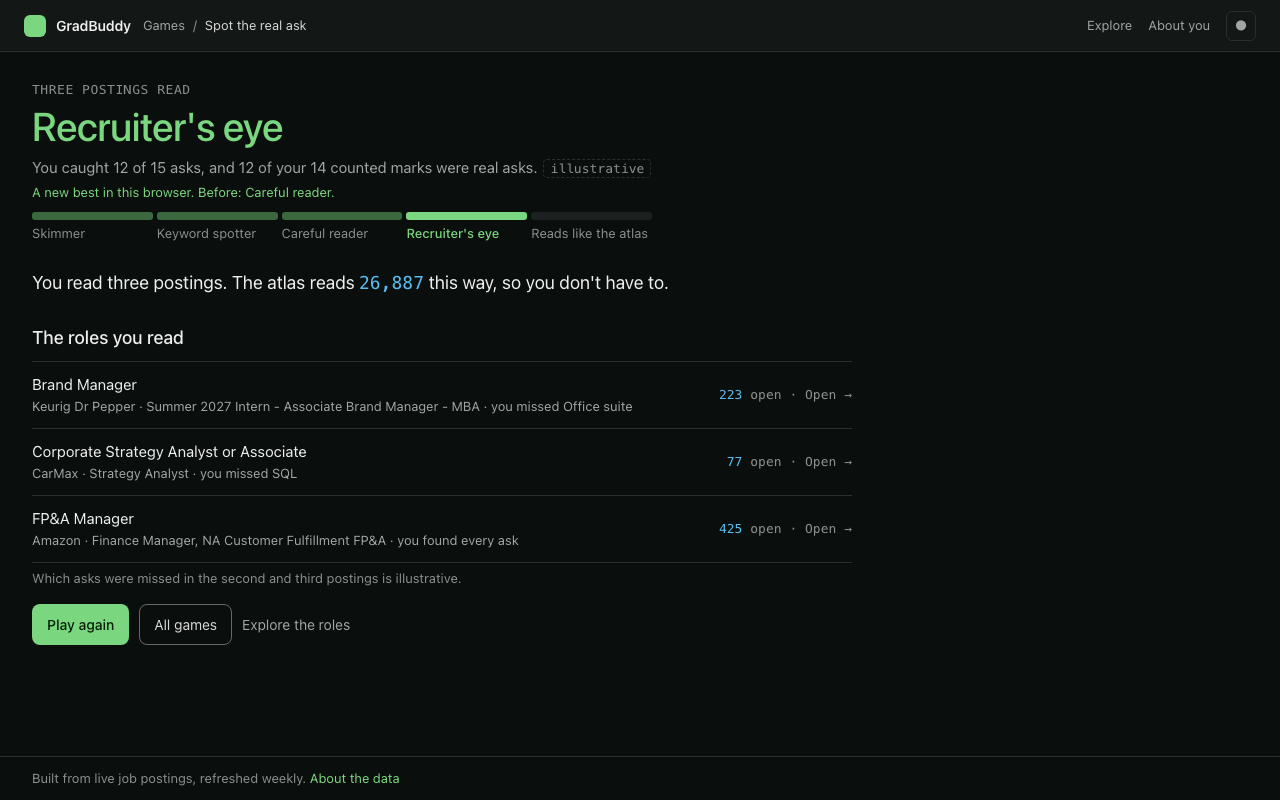 GradBuddy Games / Spot the real ask Explore About you
THREE POSTINGS READ
Recruiter's eye
You caught 12 of 15 asks, and 12 of your 14 counted marks were real asks. illustrative
A new best in this browser. Before: Careful reader.
Skimmer Keyword spotter Careful reader Recruiter's eye Reads like the atlas
You read three postings. The atlas reads 26,887 this way, so you don't have to.
The roles you read
Brand Manager
223 open · Open →
Keurig Dr Pepper · Summer 2027 Intern - Associate Brand Manager - MBA · you missed Office suite
Corporate Strategy Analyst or Associate
77 open · Open →
CarMax · Strategy Analyst · you missed SQL
FP&A Manager
425 open · Open →
Amazon · Finance Manager, NA Customer Fulfillment FP&A · you found every ask
Which asks were missed in the second and third postings is illustrative.
Play again All games Explore the roles
Built from live job postings, refreshed weekly. About the data